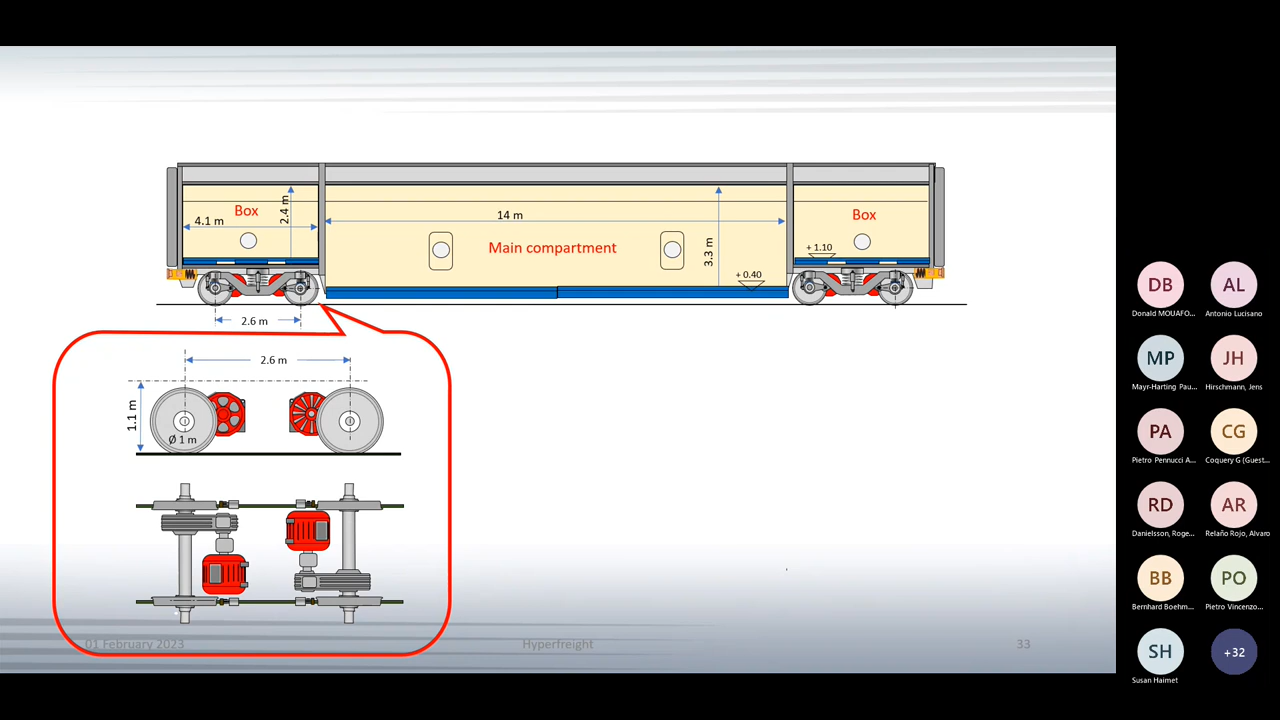 Box
4.1 m
2.4 m
14 m
Main compartment
3.3 m
+ 0.40
Box
+ 1.10
2.6 m
2.6 m
1.1 m
Ø 1 m
01 February 2023
Hyperfreight
33
DB
Donald MOUAFO...
AL
Antonio Lucisano
MP
Mayr-Harting Pau...
JH
Hirschmann, Jens
PA
Pietro Pennucci A...
CG
Coquery G (Guest...
RD
Danielsson, Roge...
AR
Relaño Rojo, Alvaro
BB
Bernhard Boehm...
PO
Pietro Vincenzo...
SH
Susan Haimet
+32